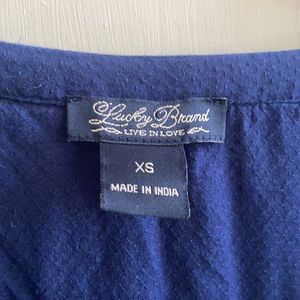 Lucky Brand
LIVE IN LOVE
XS
MADE IN INDIA